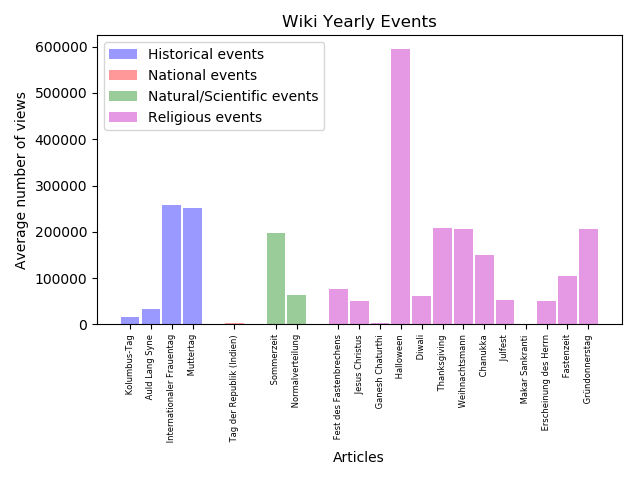 Wiki Yearly Events
Historical events
National events
Natural/Scientific events
Religious events
Average number of views
600000
500000
400000
300000
200000
100000
0
Kolumbus-Tag
Auld Lang Syne
Internationaler Frauentag
Muttertag
Tag der Republik (Indien)
Sommerzeit
Normalverteilung
Fest des Fastenbrechens
Jesus Christus
Ganesh Chaturthi
Halloween
Diwali
Thanksgiving
Weihnachtsmann
Chanukka
Julfest
Makar Sankranti
Erscheinung des Herrn
Fastenzeit
Gründonnerstag
Articles